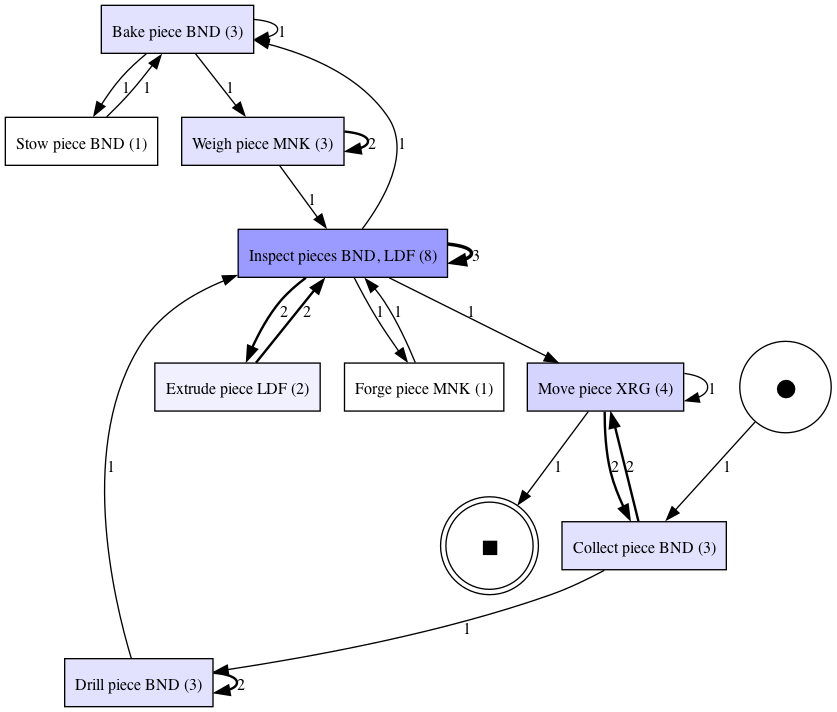 Bake piece BND (3)
1
1
1
1
Stow piece BND (1)
Weigh piece MNK (3)
2
1
1
Inspect pieces BND, LDF (8)
3
2
2
1
1
1
Extrude piece LDF (2)
Forge piece MNK (1)
Move piece XRG (4)
1
1
1
2
2
1
Collect piece BND (3)
1
Drill piece BND (3)
2